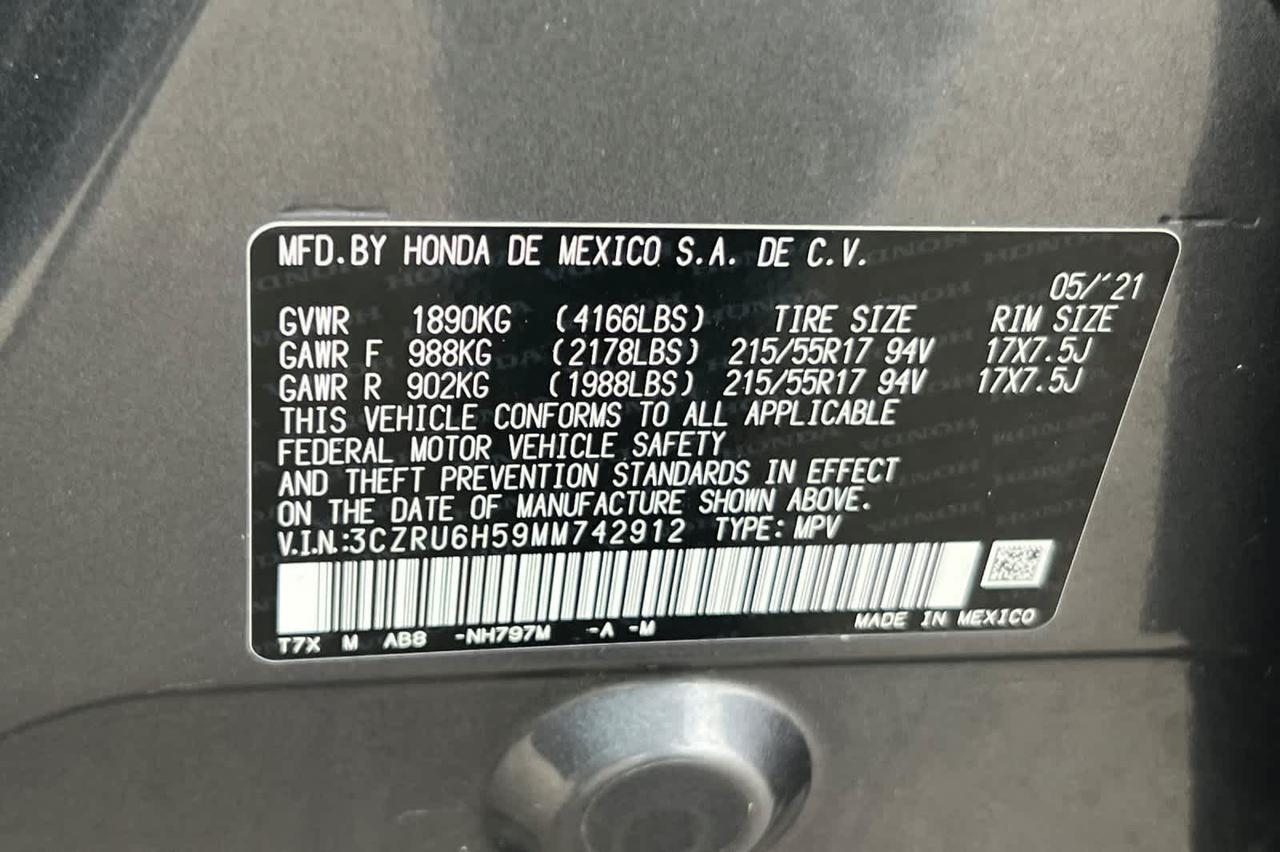 MFD.BY HONDA DE MEXICO S.A. DE C.V.
05/'21
GVWR 1890KG (4166LBS) TIRE SIZE RIM SIZE
GAWR F 988KG (2178LBS) 215/55R17 94V 17X7.5J
GAWR R 902KG (1988LBS) 215/55R17 94V 17X7.5J
THIS VEHICLE CONFORMS TO ALL APPLICABLE
FEDERAL MOTOR VEHICLE SAFETY
AND THEFT PREVENTION STANDARDS IN EFFECT
ON THE DATE OF MANUFACTURE SHOWN ABOVE.
V.I.N.:3CZRU6H59MM742912 TYPE: MPV
T7X M AB8 -NH797M -A -M MADE IN MEXICO